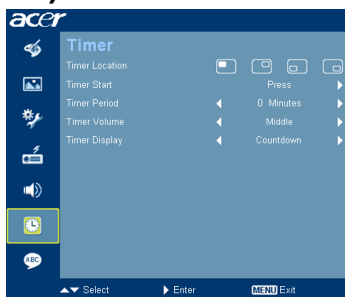 acer
Timer
Timer Location
Timer Start Press
Timer Period 0 Minutes
Timer Volume Middle
Timer Display Countdown
ABC
Select Enter MENU Exit